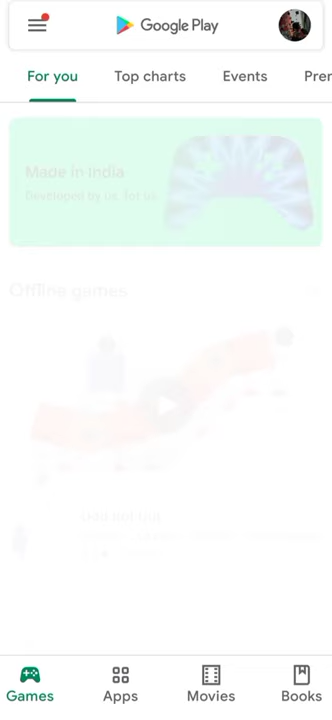 Google Play
For you
Top charts
Events
Prer
Made in India
Developed by us, for us
Offline games
Games
Apps
Movies
Books